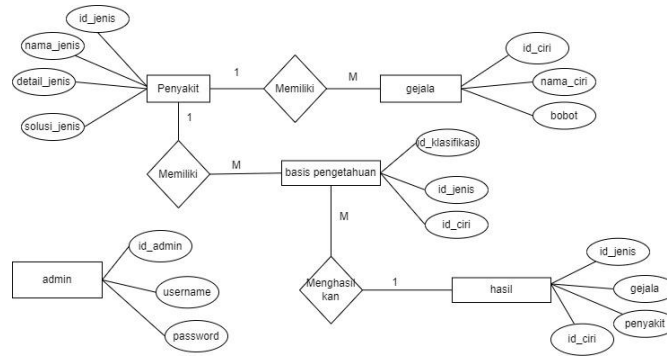 id_jenis
nama_jenis
detail_jenis
solusi_jenis
Penyakit
1
Memiliki
M
gejala
id_ciri
nama_ciri
bobot
1
Memiliki
M
basis pengetahuan
id_klasifikasi
id_jenis
id_ciri
M
admin
id_admin
username
password
Menghasil
kan
1
hasil
id_jenis
gejala
penyakit
id_ciri